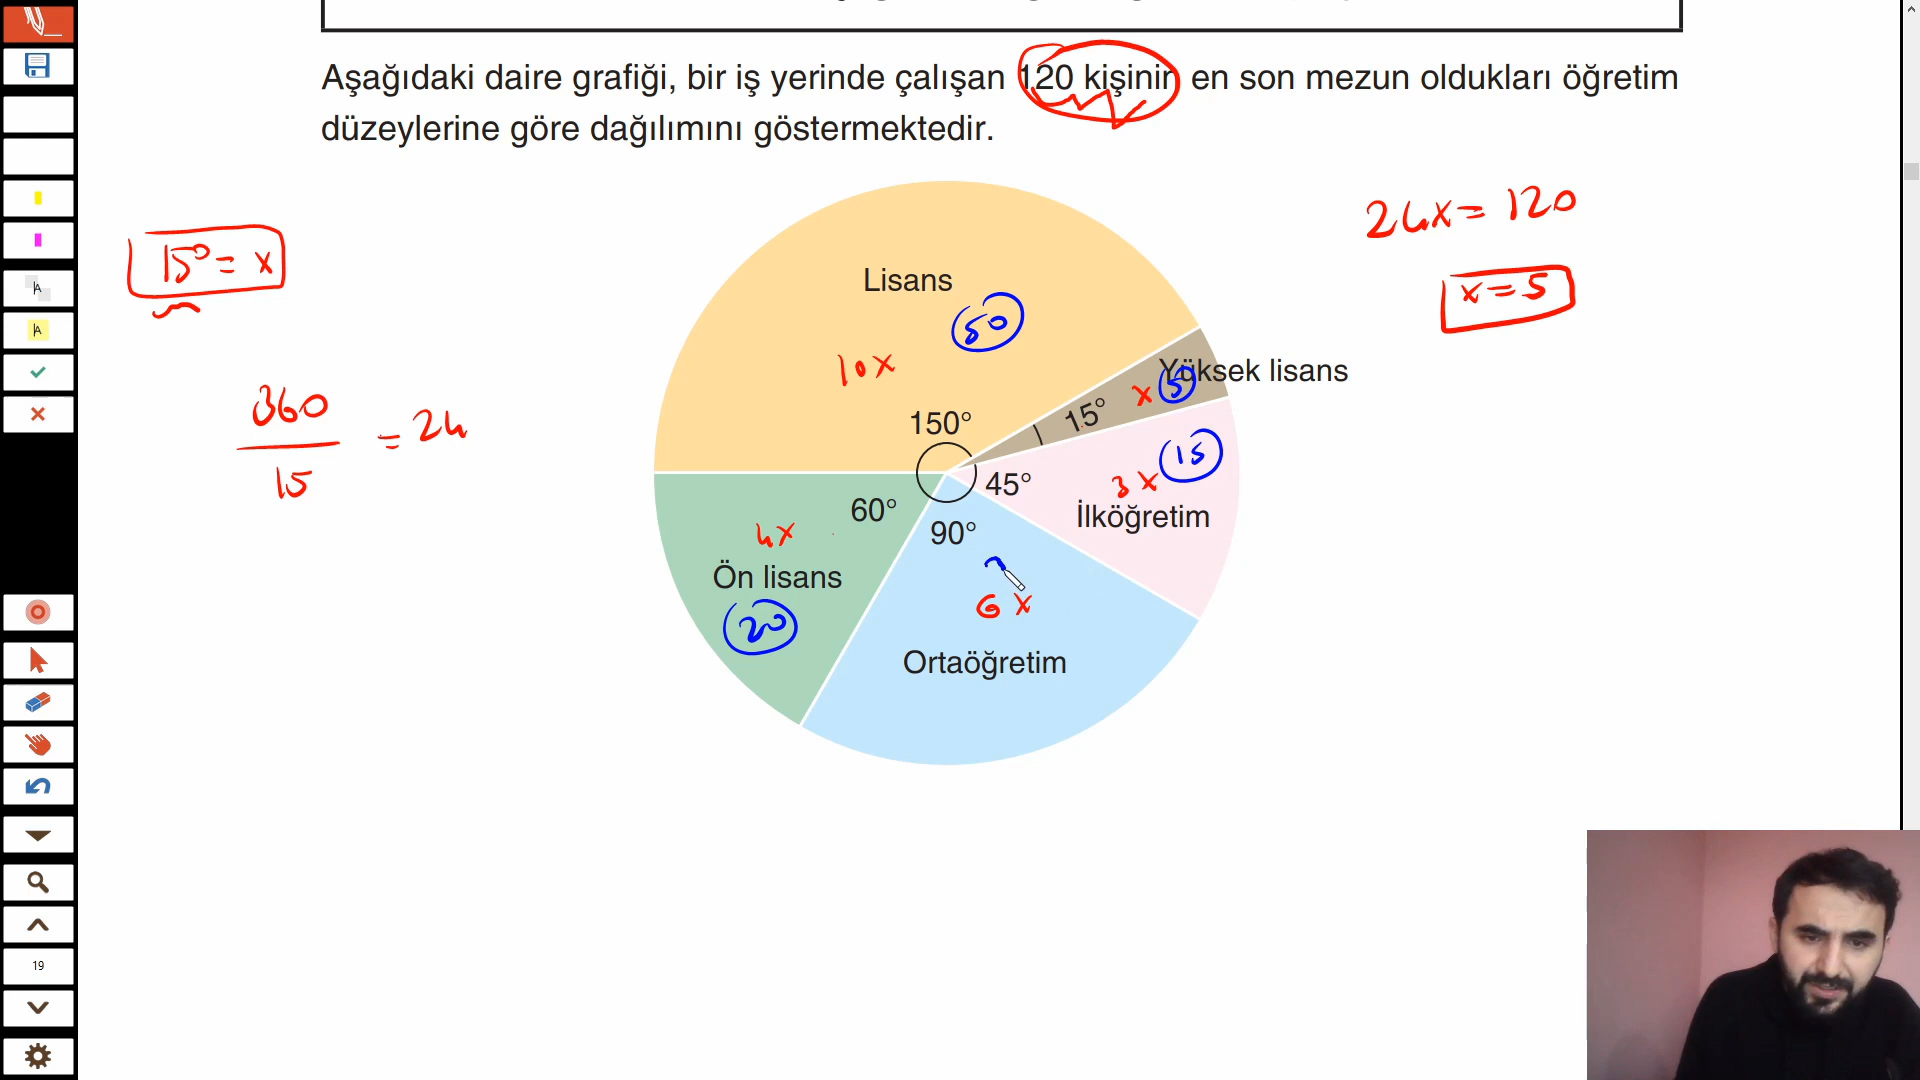 Aşağıdaki daire grafiği, bir iş yerinde çalışan 120 kişinin en son mezun oldukları öğretim
düzeylerine göre dağılımını göstermektedir.
15° = x
360
15
= 24
24x = 120
x = 5
Lisans
50
10x
150°
Yüksek lisans
15°
x
5
45°
3x
15
İlköğretim
60°
4x
Ön lisans
20
90°
6x
Ortaöğretim
19